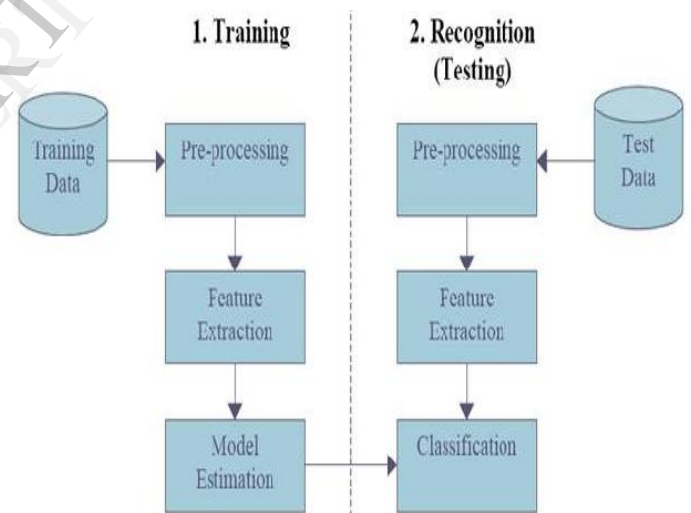 1. Training
2. Recognition
(Testing)
Training
Data
Pre-processing
Pre-processing
Test
Data
Feature
Extraction
Feature
Extraction
Model
Estimation
Classification